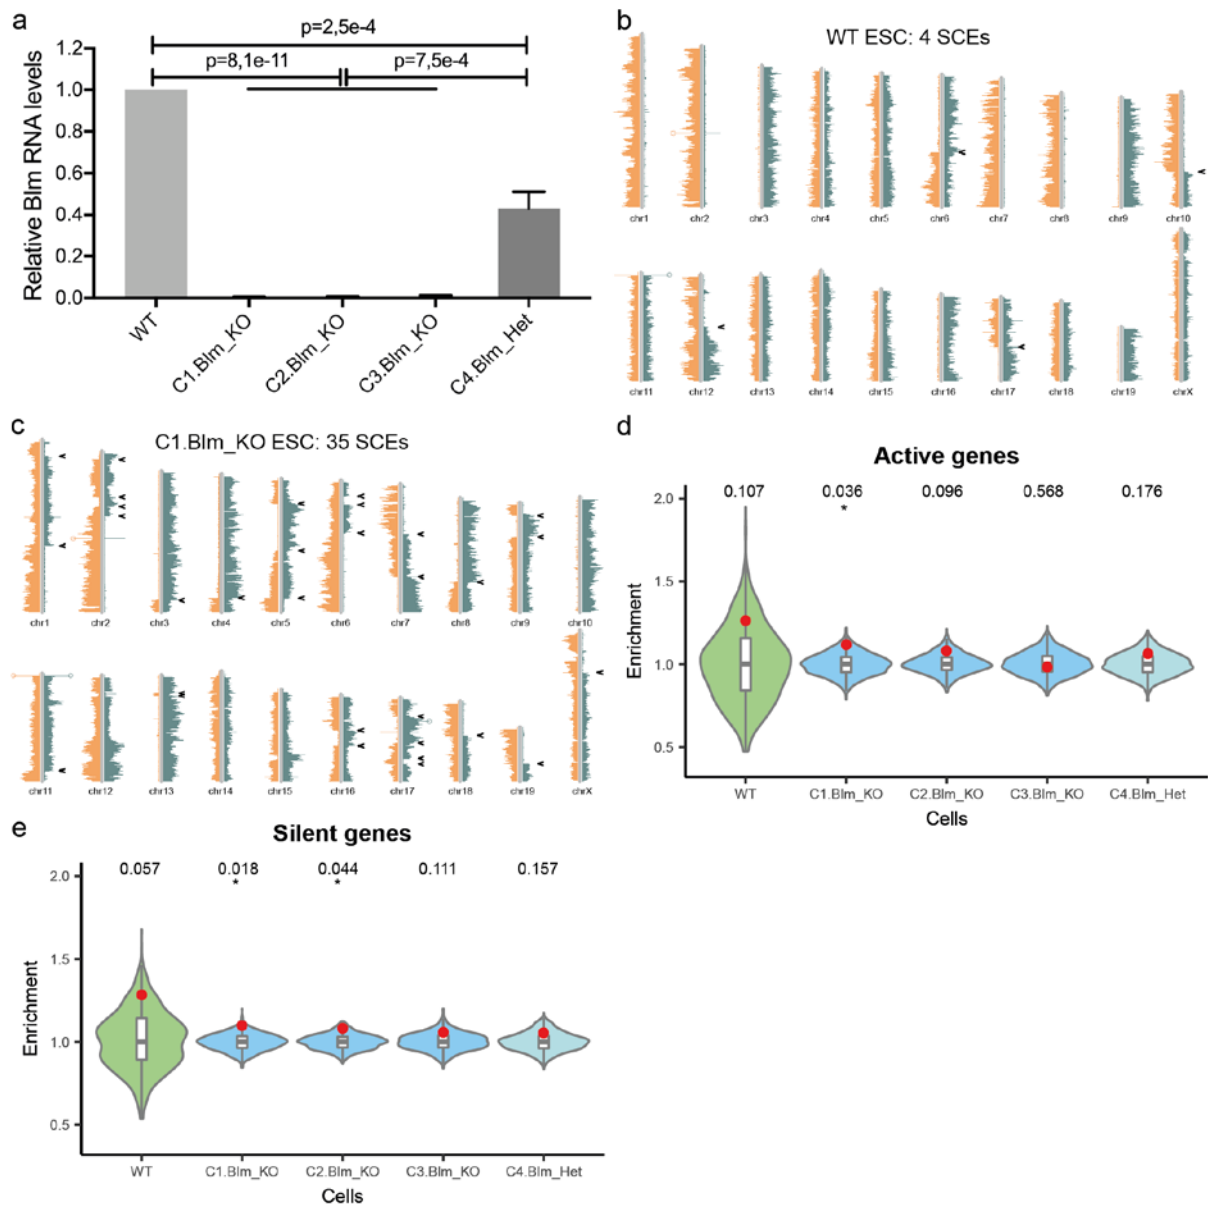 a
p=2,5e-4
p=8,1e-11 p=7,5e-4
Relative Blm RNA levels
1.2
1.0
0.8
0.6
0.4
0.2
0.0
WT C1.Blm_KO C2.Blm_KO C3.Blm_KO C4.Blm_Het
b
WT ESC: 4 SCEs
chr1 chr2 chr3 chr4 chr5 chr6 chr7 chr8 chr9 chr10
chr11 chr12 chr13 chr14 chr15 chr16 chr17 chr18 chr19 chrX
c
C1.Blm_KO ESC: 35 SCEs
chr1 chr2 chr3 chr4 chr5 chr6 chr7 chr8 chr9 chr10
chr11 chr12 chr13 chr14 chr15 chr16 chr17 chr18 chr19 chrX
d
Active genes
0.107 0.036 0.096 0.568 0.176
*
Enrichment
2.0
1.5
1.0
0.5
WT C1.Blm_KO C2.Blm_KO C3.Blm_KO C4.Blm_Het
Cells
e
Silent genes
0.057 0.018 0.044 0.111 0.157
* *
Enrichment
2.0
1.5
1.0
0.5
WT C1.Blm_KO C2.Blm_KO C3.Blm_KO C4.Blm_Het
Cells